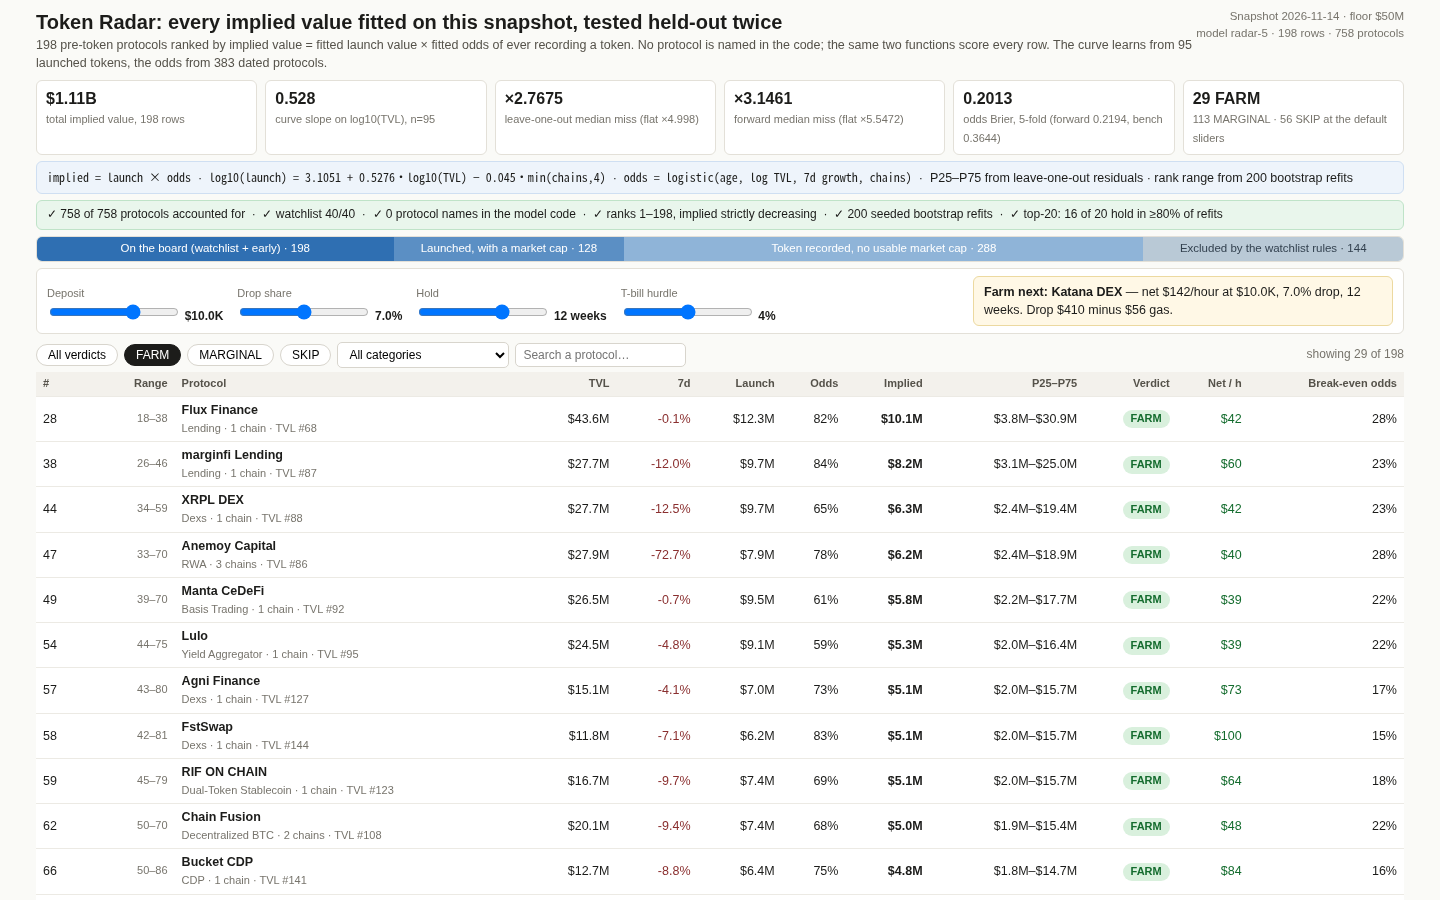 Token Radar: every implied value fitted on this snapshot, tested held-out twice
Snapshot 2026-11-14 · floor $50M
model radar-5 · 198 rows · 758 protocols
198 pre-token protocols ranked by implied value = fitted launch value × fitted odds of ever recording a token. No protocol is named in the code; the same two functions score every row. The curve learns from 95
launched tokens, the odds from 383 dated protocols.
$1.11B
total implied value, 198 rows
0.528
curve slope on log10(TVL), n=95
×2.7675
leave-one-out median miss (flat ×4.998)
×3.1461
forward median miss (flat ×5.5472)
0.2013
odds Brier, 5-fold (forward 0.2194, bench
0.3644)
29 FARM
113 MARGINAL · 56 SKIP at the default
sliders
implied = launch × odds · log10(launch) = 3.1051 + 0.5276·log10(TVL) − 0.045·min(chains,4) · odds = logistic(age, log TVL, 7d growth, chains) · P25–P75 from leave-one-out residuals · rank range from 200 bootstrap refits
✓ 758 of 758 protocols accounted for · ✓ watchlist 40/40 · ✓ 0 protocol names in the model code · ✓ ranks 1–198, implied strictly decreasing · ✓ 200 seeded bootstrap refits · ✓ top-20: 16 of 20 hold in ≥80% of refits
On the board (watchlist + early) · 198 Launched, with a market cap · 128 Token recorded, no usable market cap · 288 Excluded by the watchlist rules · 144
Deposit $10.0K
Drop share 7.0%
Hold 12 weeks
T-bill hurdle 4%
Farm next: Katana DEX — net $142/hour at $10.0K, 7.0% drop, 12
weeks. Drop $410 minus $56 gas.
All verdicts FARM MARGINAL SKIP All categories Search a protocol… showing 29 of 198
# Range Protocol TVL 7d Launch Odds Implied P25–P75 Verdict Net / h Break-even odds
28 18–38 Flux Finance $43.6M -0.1% $12.3M 82% $10.1M $3.8M–$30.9M FARM $42 28%
Lending · 1 chain · TVL #68
38 26–46 marginfi Lending $27.7M -12.0% $9.7M 84% $8.2M $3.1M–$25.0M FARM $60 23%
Lending · 1 chain · TVL #87
44 34–59 XRPL DEX $27.7M -12.5% $9.7M 65% $6.3M $2.4M–$19.4M FARM $42 23%
Dexs · 1 chain · TVL #88
47 33–70 Anemoy Capital $27.9M -72.7% $7.9M 78% $6.2M $2.4M–$18.9M FARM $40 28%
RWA · 3 chains · TVL #86
49 39–70 Manta CeDeFi $26.5M -0.7% $9.5M 61% $5.8M $2.2M–$17.7M FARM $39 22%
Basis Trading · 1 chain · TVL #92
54 44–75 Lulo $24.5M -4.8% $9.1M 59% $5.3M $2.0M–$16.4M FARM $39 22%
Yield Aggregator · 1 chain · TVL #95
57 43–80 Agni Finance $15.1M -4.1% $7.0M 73% $5.1M $2.0M–$15.7M FARM $73 17%
Dexs · 1 chain · TVL #127
58 42–81 FstSwap $11.8M -7.1% $6.2M 83% $5.1M $2.0M–$15.7M FARM $100 15%
Dexs · 1 chain · TVL #144
59 45–79 RIF ON CHAIN $16.7M -9.7% $7.4M 69% $5.1M $2.0M–$15.7M FARM $64 18%
Dual-Token Stablecoin · 1 chain · TVL #123
62 50–70 Chain Fusion $20.1M -9.4% $7.4M 68% $5.0M $1.9M–$15.4M FARM $48 22%
Decentralized BTC · 2 chains · TVL #108
66 50–86 Bucket CDP $12.7M -8.8% $6.4M 75% $4.8M $1.8M–$14.7M FARM $84 16%
CDP · 1 chain · TVL #141